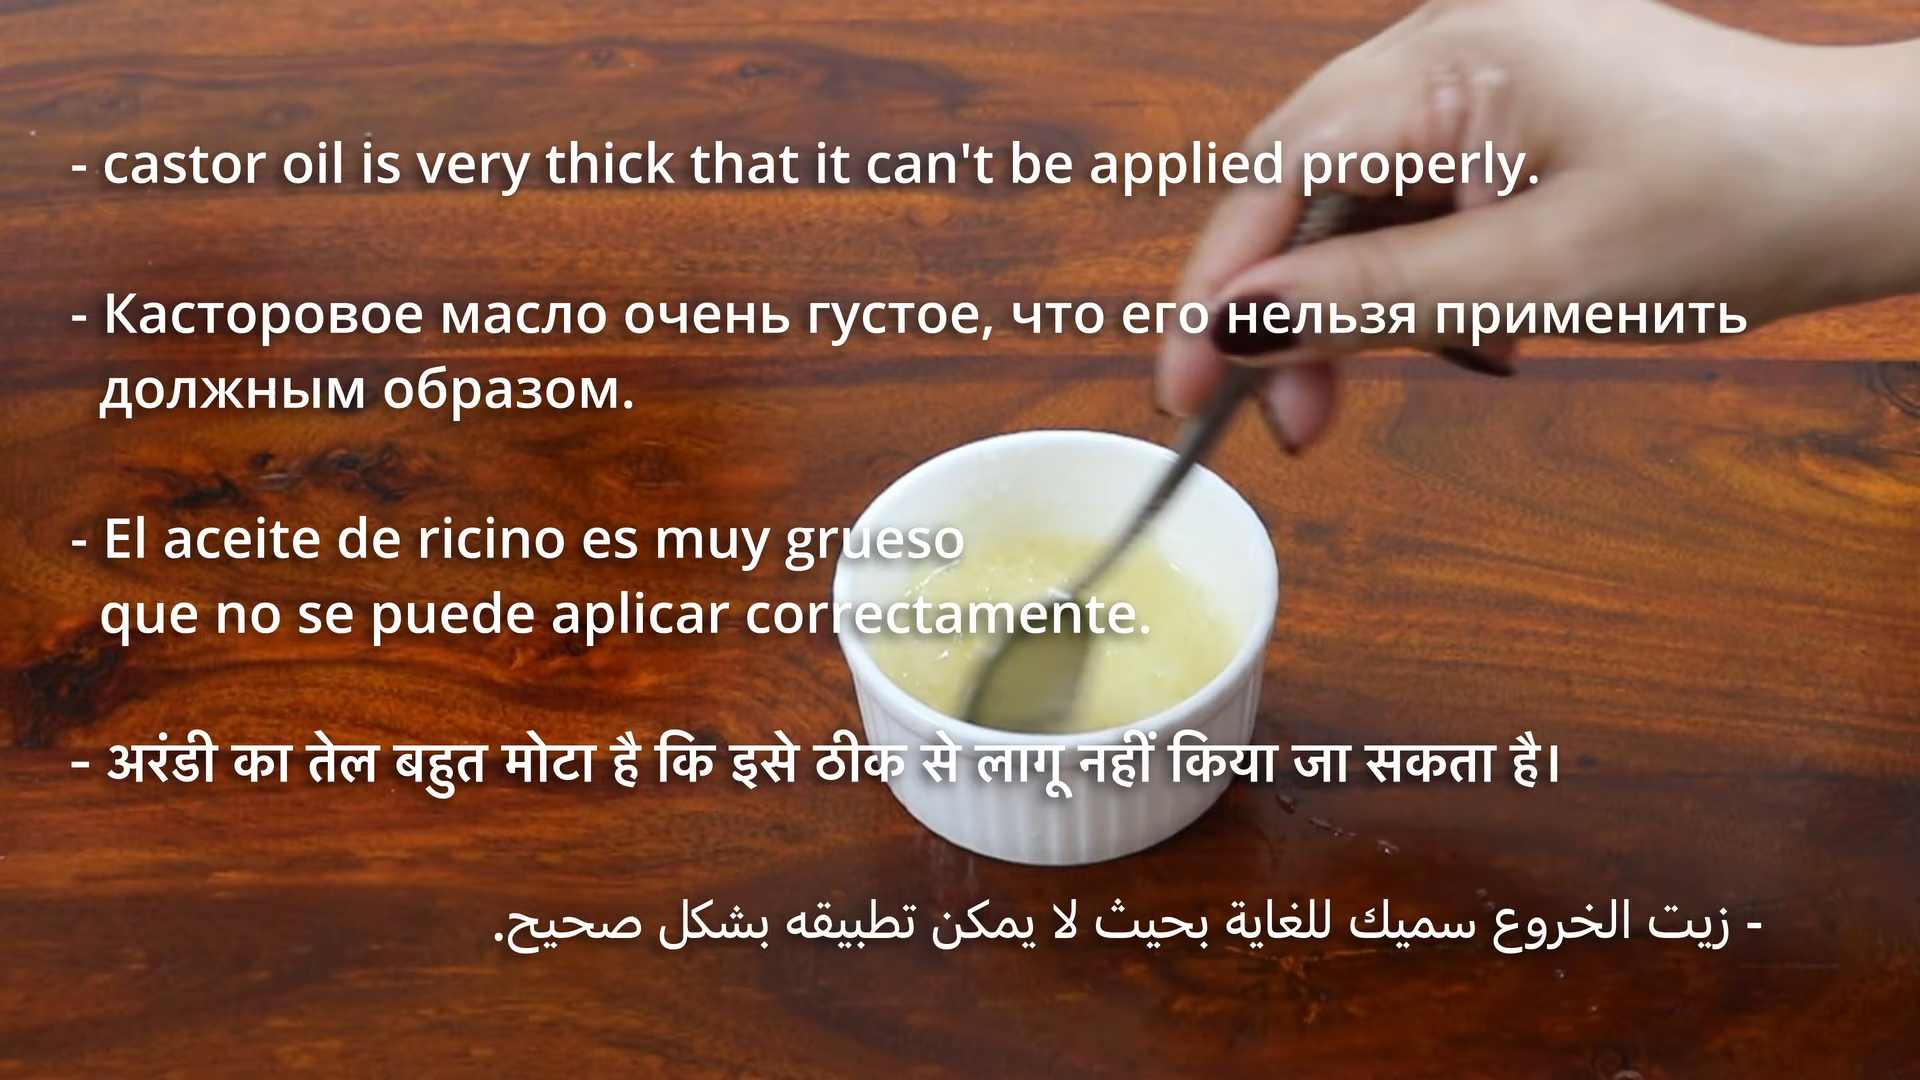 - castor oil is very thick that it can't be applied properly.
- Касторовое масло очень густое, что его нельзя применить
должным образом.
- El aceite de ricino es muy grueso
que no se puede aplicar correctamente.
- अरंडी का तेल बहुत मोटा है कि इसे ठीक से लागू नहीं किया जा सकता है।
- زيت الخروع سميك للغاية بحيث لا يمكن تطبيقه بشكل صحيح.